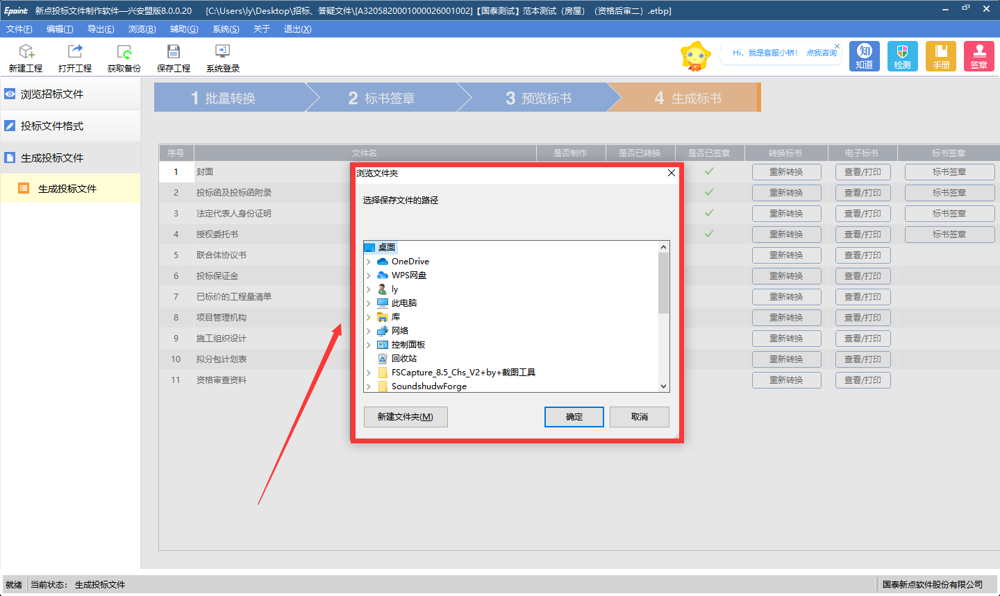 Epoint 新点投标文件制作软件—兴安盟版8.0.0.20 [C:\Users\ly\Desktop\招标、答疑文件\[A3205820001000026001002]【国泰测试】范本测试（房屋）（资格后审二）.etbp]
文件(F) 编辑(T) 导出(E) 浏览(B) 辅助(G) 系统(S) 关于 退出(X)
新建工程 打开工程 获取备份 保存工程 系统登录
Hi，我是客服小桥！ 点我咨询
知 知道 检测 手册 签章
浏览招标文件
投标文件格式
生成投标文件
生成投标文件
1 批量转换 2 标书签章 3 预览标书 4 生成标书
序号 文件名 是否制作 是否已转换 是否已签章 转换标书 电子标书 标书签章
1 封面 重新转换 查看/打印 标书签章
2 投标函及投标函附录 重新转换 查看/打印 标书签章
3 法定代表人身份证明 重新转换 查看/打印 标书签章
4 授权委托书 重新转换 查看/打印 标书签章
5 联合体协议书 重新转换 查看/打印
6 投标保证金 重新转换 查看/打印
7 已标价的工程量清单 重新转换 查看/打印
8 项目管理机构 重新转换 查看/打印
9 施工组织设计 重新转换 查看/打印
10 拟分包计划表 重新转换 查看/打印
11 资格审查资料 重新转换 查看/打印
浏览文件夹
选择保存文件的路径
桌面
OneDrive
WPS网盘
ly
此电脑
库
网络
控制面板
回收站
FSCapture_8.5_Chs_V2+by+截图工具
SoundshudwForge
新建文件夹(M) 确定 取消
就绪 当前状态： 生成投标文件 国泰新点软件股份有限公司